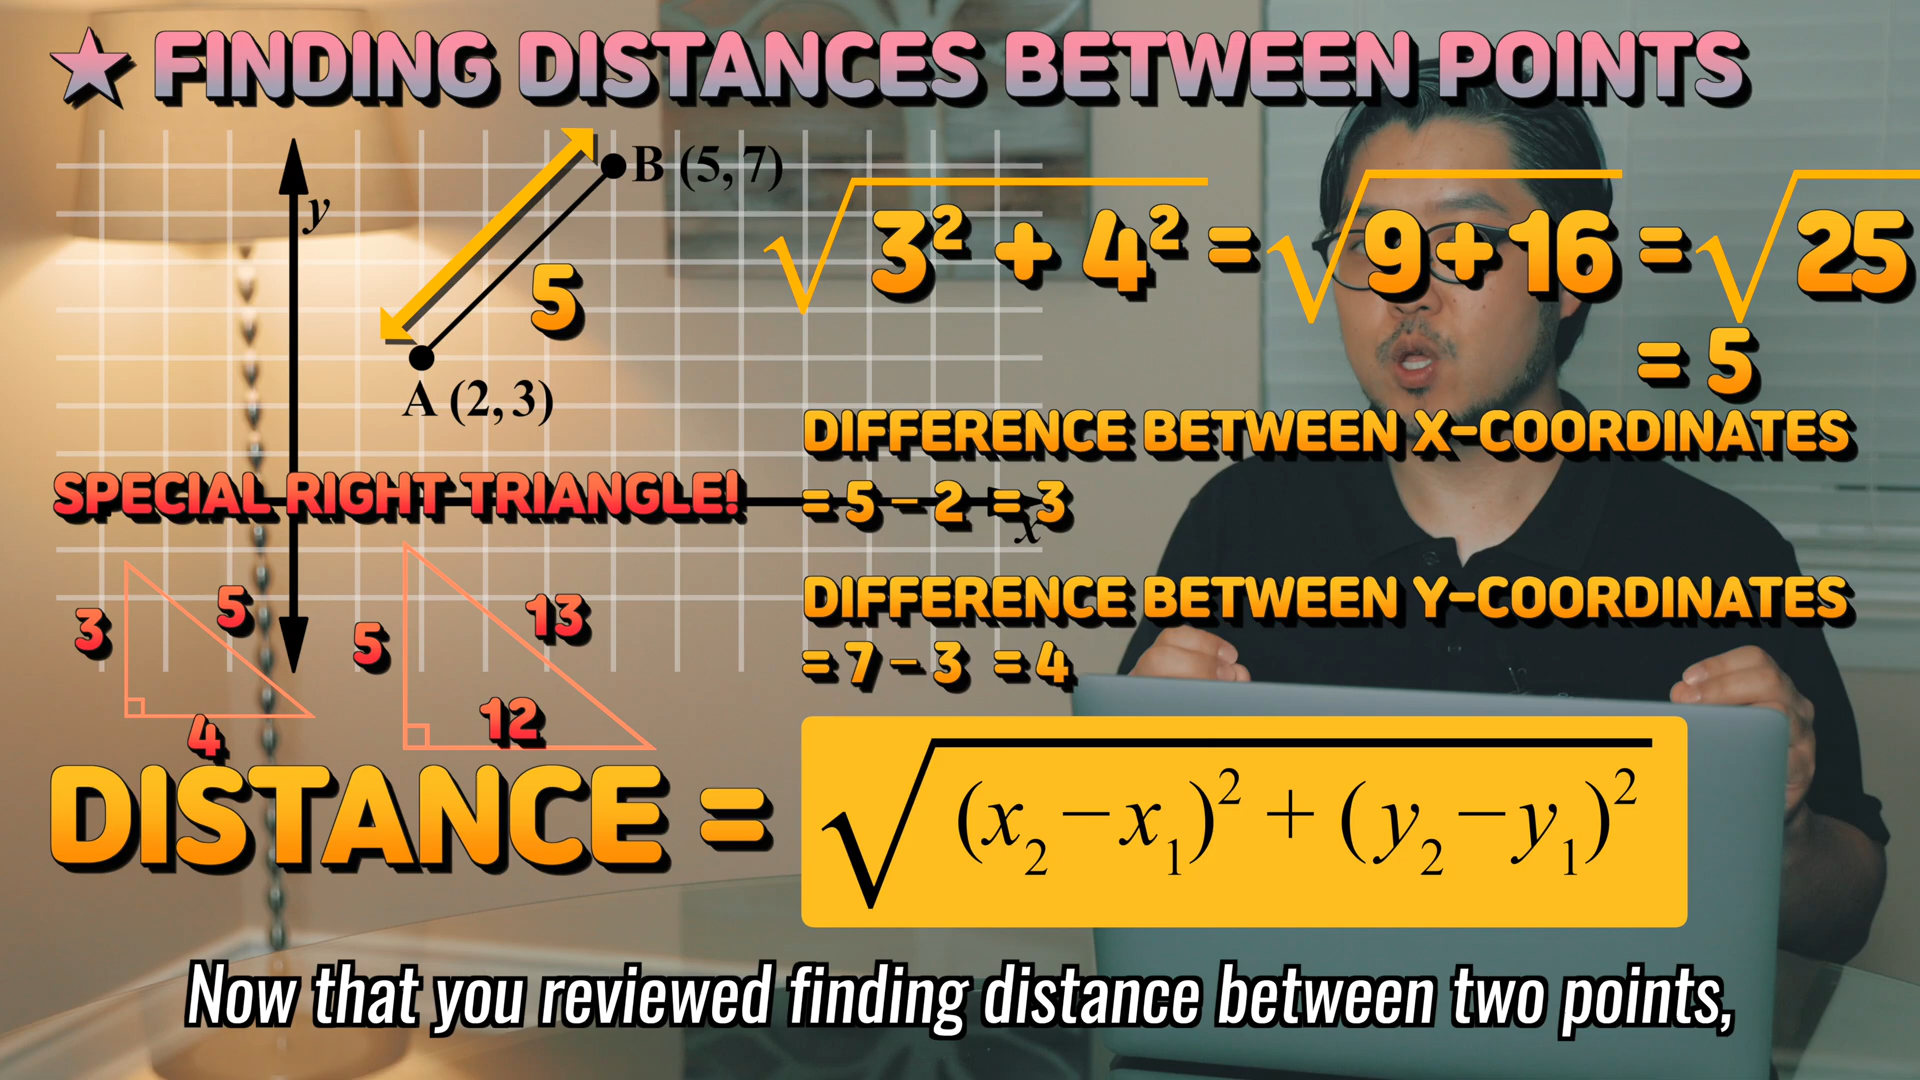 ★ FINDING DISTANCES BETWEEN POINTS
y
B (5, 7)
5
A (2, 3)
x
√(3² + 4²) = √(9 + 16) = √25
= 5
DIFFERENCE BETWEEN X-COORDINATES
= 5 − 2 = 3
DIFFERENCE BETWEEN Y-COORDINATES
= 7 − 3 = 4
SPECIAL RIGHT TRIANGLE!
3 5 4
5 13 12
DISTANCE = √((x₂ − x₁)² + (y₂ − y₁)²)
Now that you reviewed finding distance between two points,